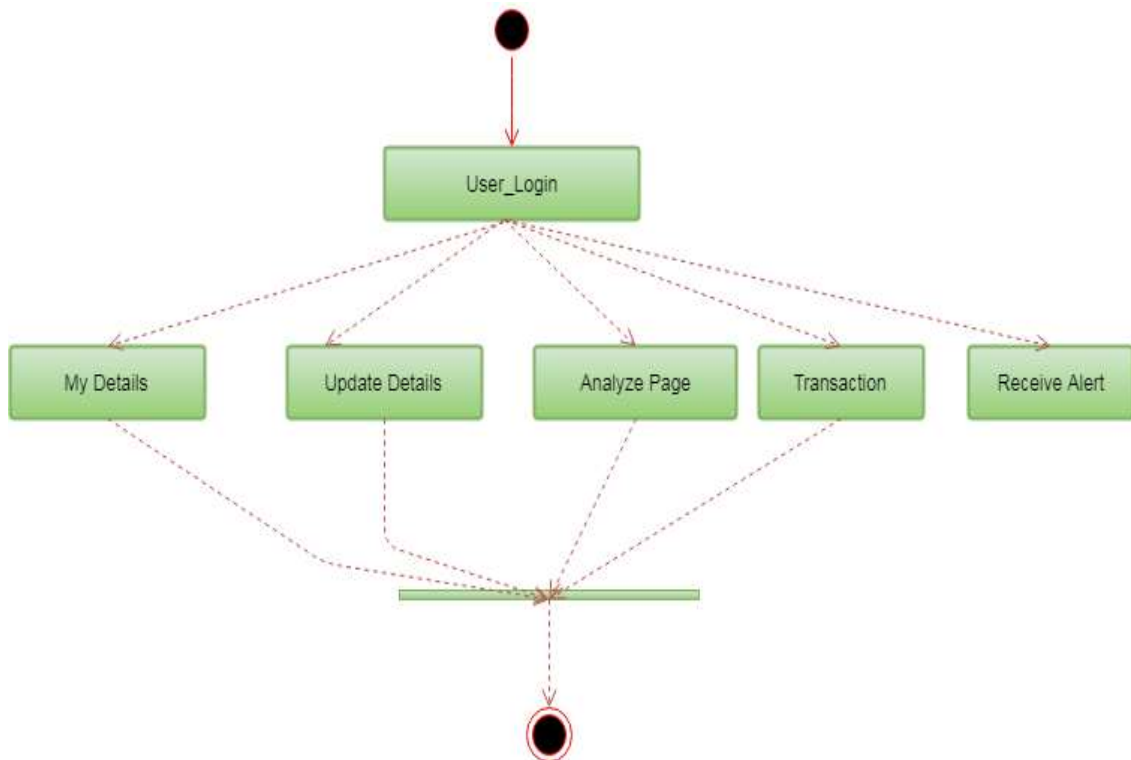 User_Login
My Details
Update Details
Analyze Page
Transaction
Receive Alert